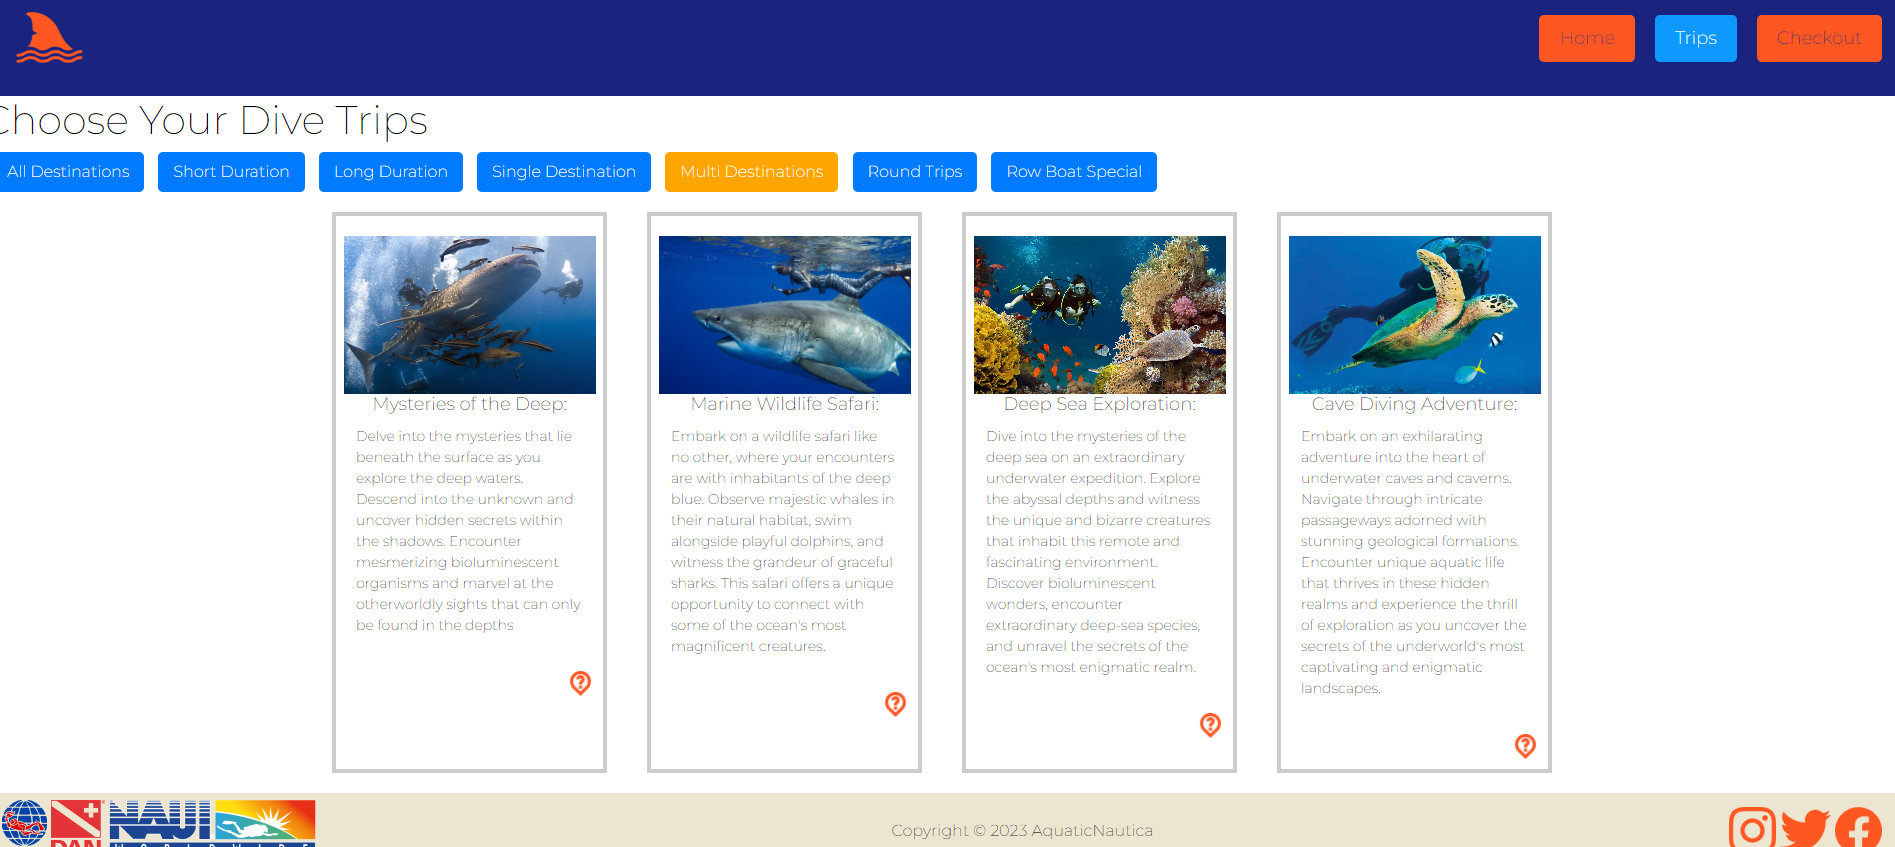 Home Trips Checkout
Choose Your Dive Trips
All Destinations Short Duration Long Duration Single Destination Multi Destinations Round Trips Row Boat Special
Mysteries of the Deep:
Delve into the mysteries that lie
beneath the surface as you
explore the deep waters.
Descend into the unknown and
uncover hidden secrets within
the shadows. Encounter
mesmerizing bioluminescent
organisms and marvel at the
otherworldly sights that can only
be found in the depths
Marine Wildlife Safari:
Embark on a wildlife safari like
no other, where your encounters
are with inhabitants of the deep
blue. Observe majestic whales in
their natural habitat, swim
alongside playful dolphins, and
witness the grandeur of graceful
sharks. This safari offers a unique
opportunity to connect with
some of the ocean's most
magnificent creatures.
Deep Sea Exploration:
Dive into the mysteries of the
deep sea on an extraordinary
underwater expedition. Explore
the abyssal depths and witness
the unique and bizarre creatures
that inhabit this remote and
fascinating environment.
Discover bioluminescent
wonders, encounter
extraordinary deep-sea species,
and unravel the secrets of the
ocean's most enigmatic realm.
Cave Diving Adventure:
Embark on an exhilarating
adventure into the heart of
underwater caves and caverns.
Navigate through intricate
passageways adorned with
stunning geological formations.
Encounter unique aquatic life
that thrives in these hidden
realms and experience the thrill
of exploration as you uncover the
secrets of the underworld's most
captivating and enigmatic
landscapes.
DAN
NAUI
Copyright © 2023 AquaticNautica